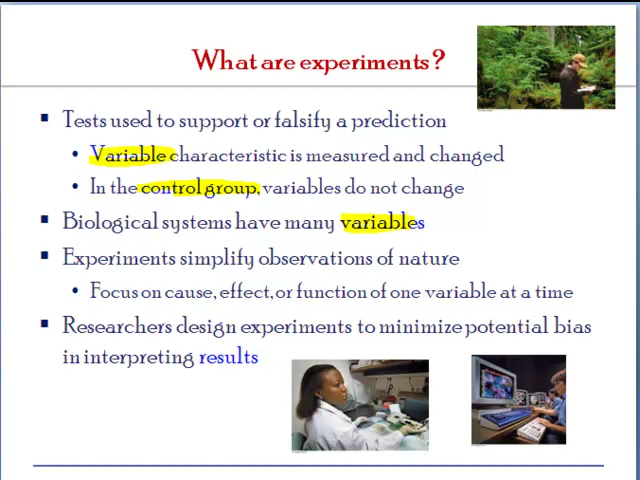 What are experiments?
Tests used to support or falsify a prediction
Variable characteristic is measured and changed
In the control group, variables do not change
Biological systems have many variables
Experiments simplify observations of nature
Focus on cause, effect, or function of one variable at a time
Researchers design experiments to minimize potential bias
in interpreting results